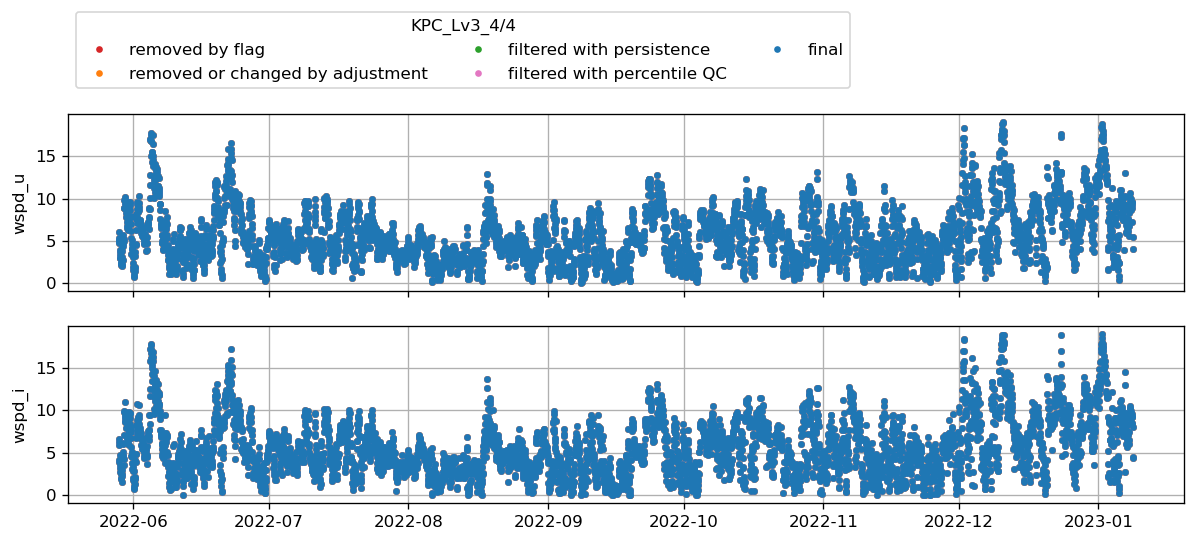 KPC_Lv3_4/4
removed by flag
filtered with persistence
final
removed or changed by adjustment
filtered with percentile QC
wspd_u
15
10
5
0
wspd_i
15
10
5
0
2022-06
2022-07
2022-08
2022-09
2022-10
2022-11
2022-12
2023-01